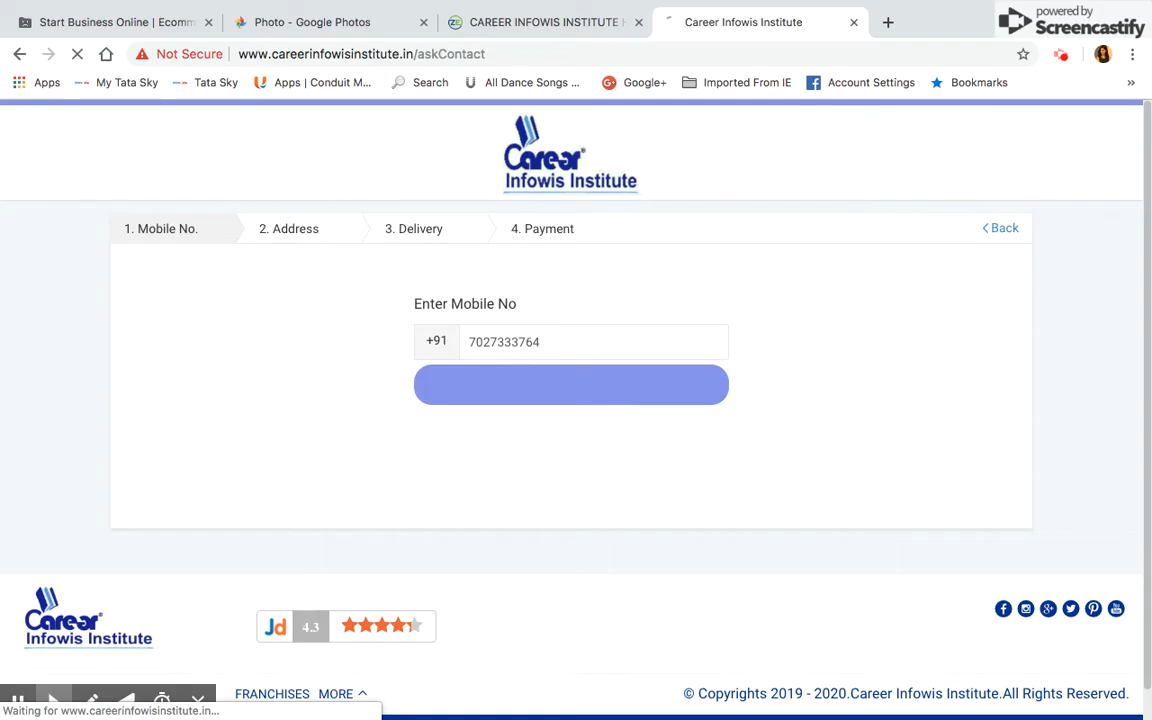 powered by
Screencastify
Start Business Online | Ecomm
Photo - Google Photos
CAREER INFOWIS INSTITUTE
Career Infowis Institute
Not Secure
www.careerinfowisinstitute.in/askContact
Apps
My Tata Sky
Tata Sky
Apps | Conduit M...
Search
All Dance Songs ...
Google+
Imported From IE
Account Settings
Bookmarks
»
Career
Infowis Institute
1. Mobile No.
2. Address
3. Delivery
4. Payment
Back
Enter Mobile No
+91
7027333764
Career
Infowis Institute
Jd
4.3
FRANCHISES
MORE
© Copyrights 2019 - 2020.Career Infowis Institute.All Rights Reserved.
Waiting for www.careerinfowisinstitute.in...